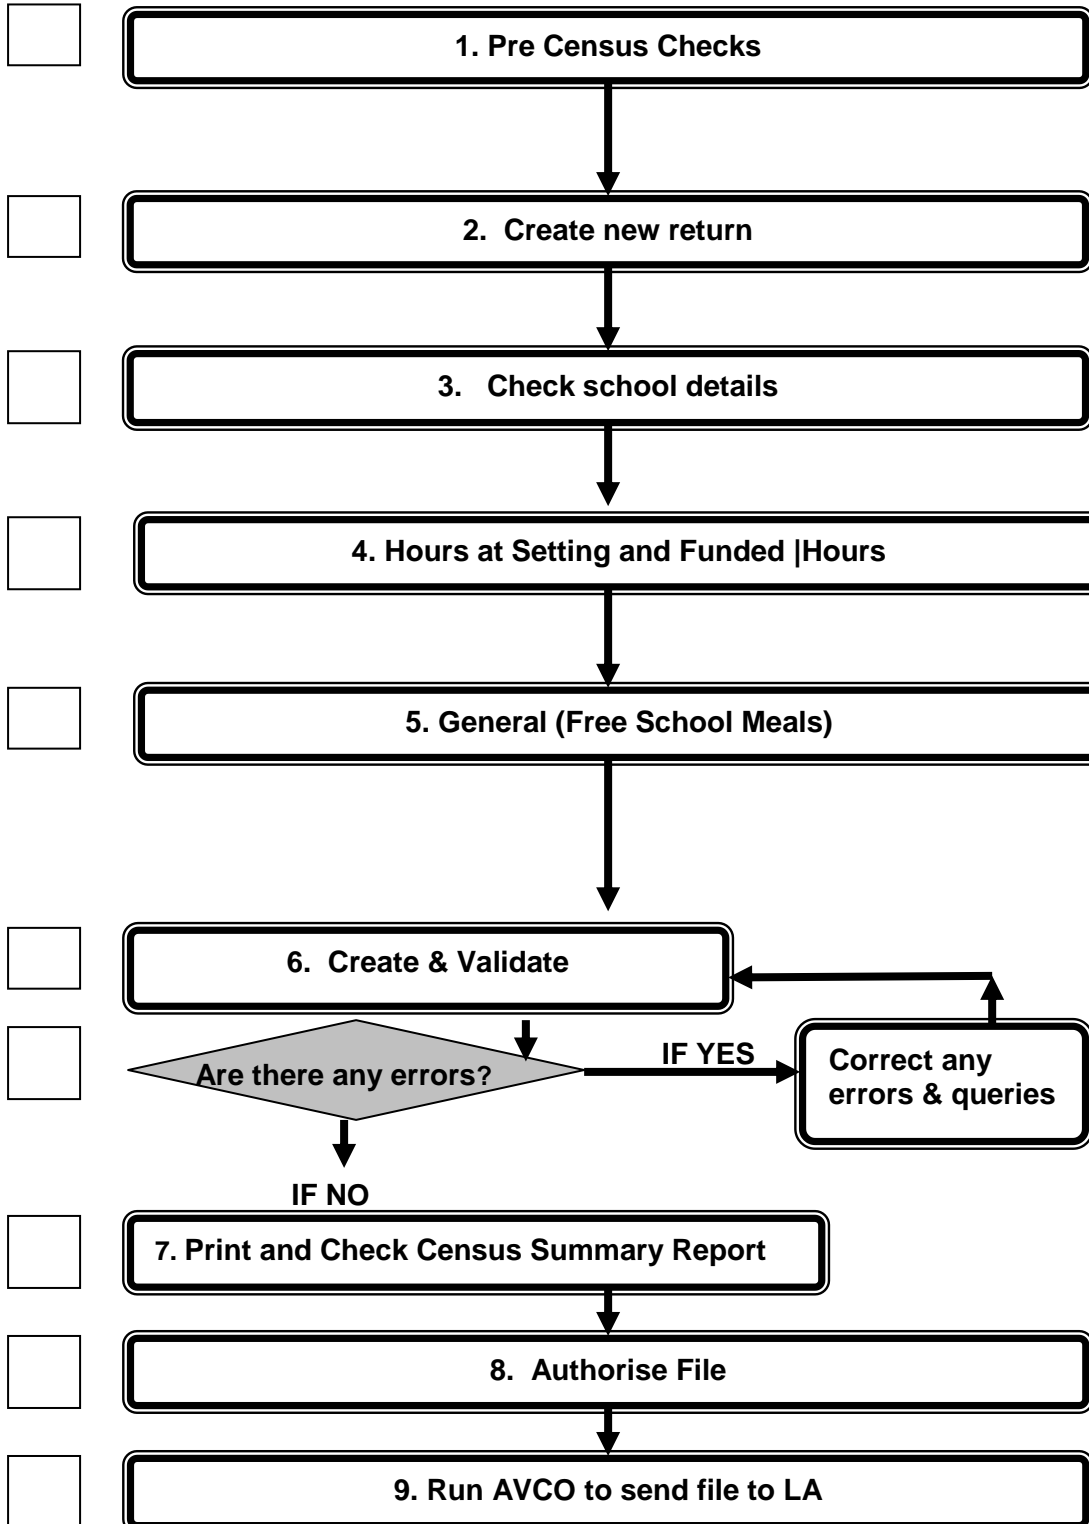 1. Pre Census Checks
2. Create new return
3. Check school details
4. Hours at Setting and Funded |Hours
5. General (Free School Meals)
6. Create & Validate
Are there any errors?
IF YES
Correct any
errors & queries
IF NO
7. Print and Check Census Summary Report
8. Authorise File
9. Run AVCO to send file to LA